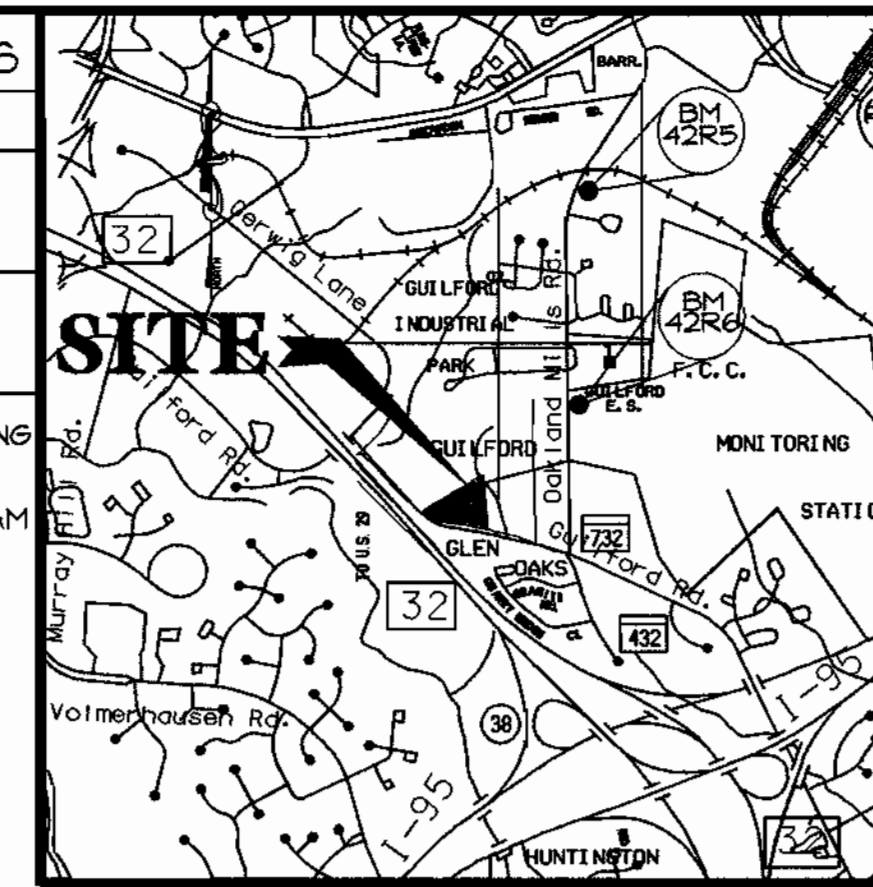 6
BARR.
BM
42R5
32
Gerwig Lane
GUILFORD
INDUSTRIAL
PARK
Oakland Mills Rd.
BM
42R6
F.C.C.
GUILFORD
E.S.
SITE
Guilford Rd.
NG
Murray Hill Rd.
GUILFORD
MONITORING
STATIO
AM
TO U.S. 29
GLEN
OAKS
732
Guilford Rd.
32
432
CL
Volmerhausen Rd.
38
I-95
I-95
HUNTINGTON
32